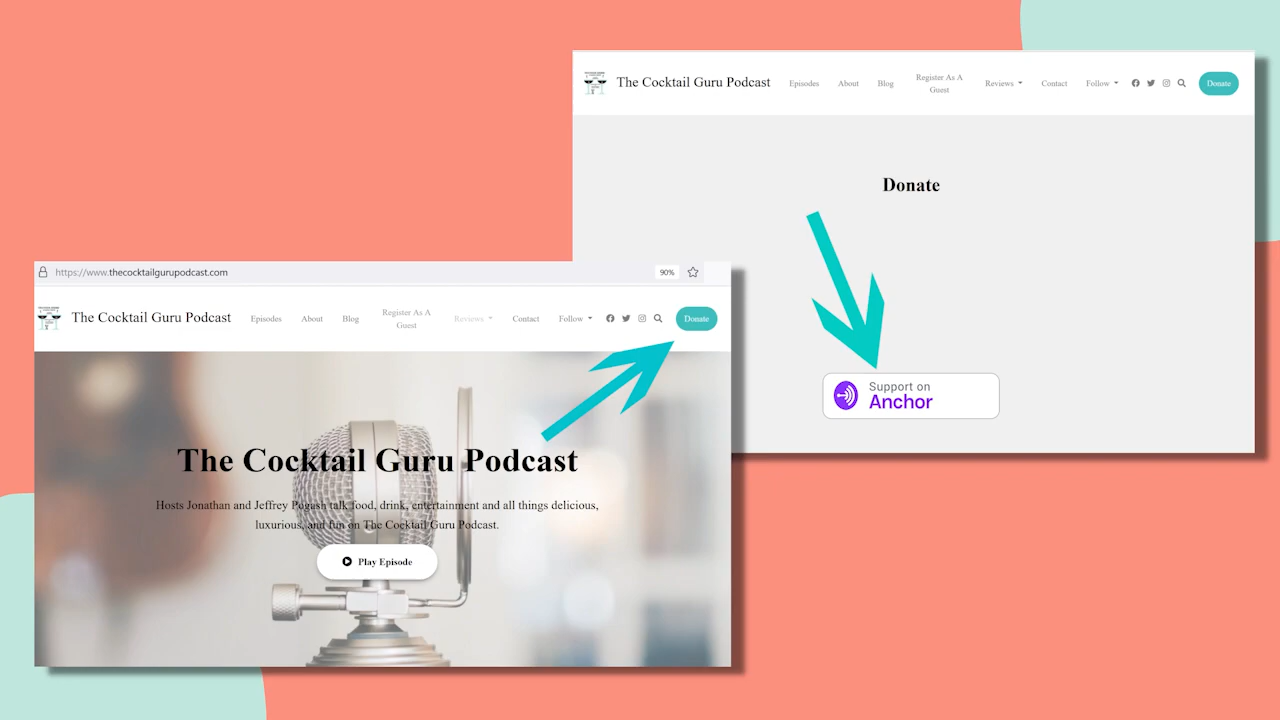 The Cocktail Guru Podcast
Episodes
About
Blog
Register As A
Guest
Reviews
Contact
Follow
Donate
Donate
Support on
Anchor
https://www.thecocktailgurupodcast.com
90%
The Cocktail Guru Podcast
Episodes
About
Blog
Register As A
Guest
Reviews
Contact
Follow
Donate
The Cocktail Guru Podcast
Hosts Jonathan and Jeffrey Pogash talk food, drink, entertainment and all things delicious,
luxurious, and fun on The Cocktail Guru Podcast.
Play Episode